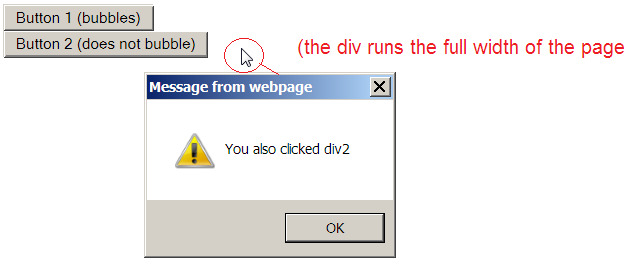 Button 1 (bubbles)
Button 2 (does not bubble)
(the div runs the full width of the page
Message from webpage
You also clicked div2
OK